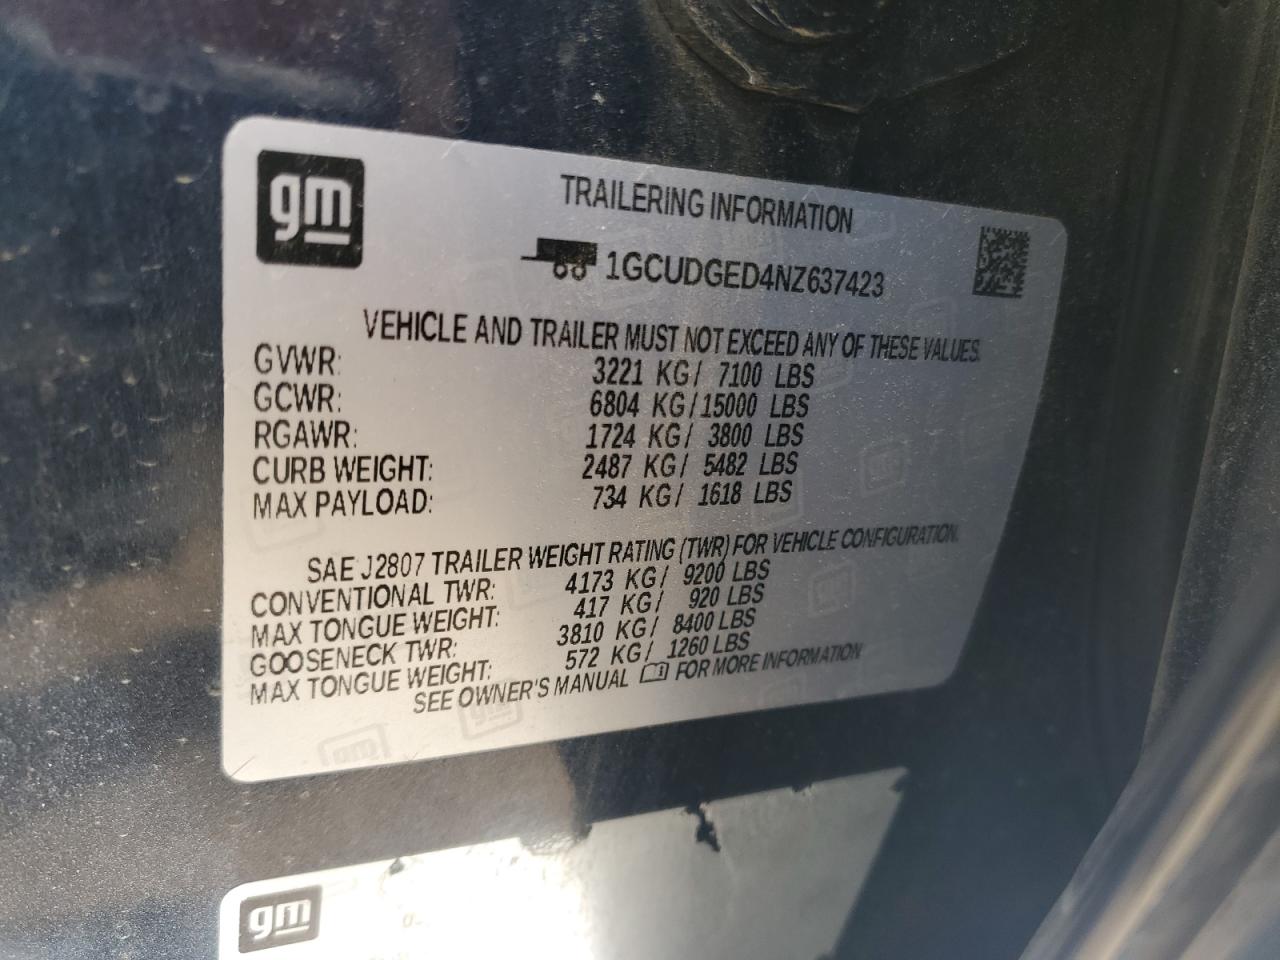 gm
TRAILERING INFORMATION
1GCUDGED4NZ637423
VEHICLE AND TRAILER MUST NOT EXCEED ANY OF THESE VALUES.
GVWR: 3221 KG/ 7100 LBS
GCWR: 6804 KG/15000 LBS
RGAWR: 1724 KG/ 3800 LBS
CURB WEIGHT: 2487 KG/ 5482 LBS
MAX PAYLOAD: 734 KG/ 1618 LBS
SAE J2807 TRAILER WEIGHT RATING (TWR) FOR VEHICLE CONFIGURATION.
CONVENTIONAL TWR: 4173 KG/ 9200 LBS
MAX TONGUE WEIGHT: 417 KG/ 920 LBS
GOOSENECK TWR: 3810 KG/ 8400 LBS
MAX TONGUE WEIGHT: 572 KG/ 1260 LBS
SEE OWNER'S MANUAL FOR MORE INFORMATION
gm